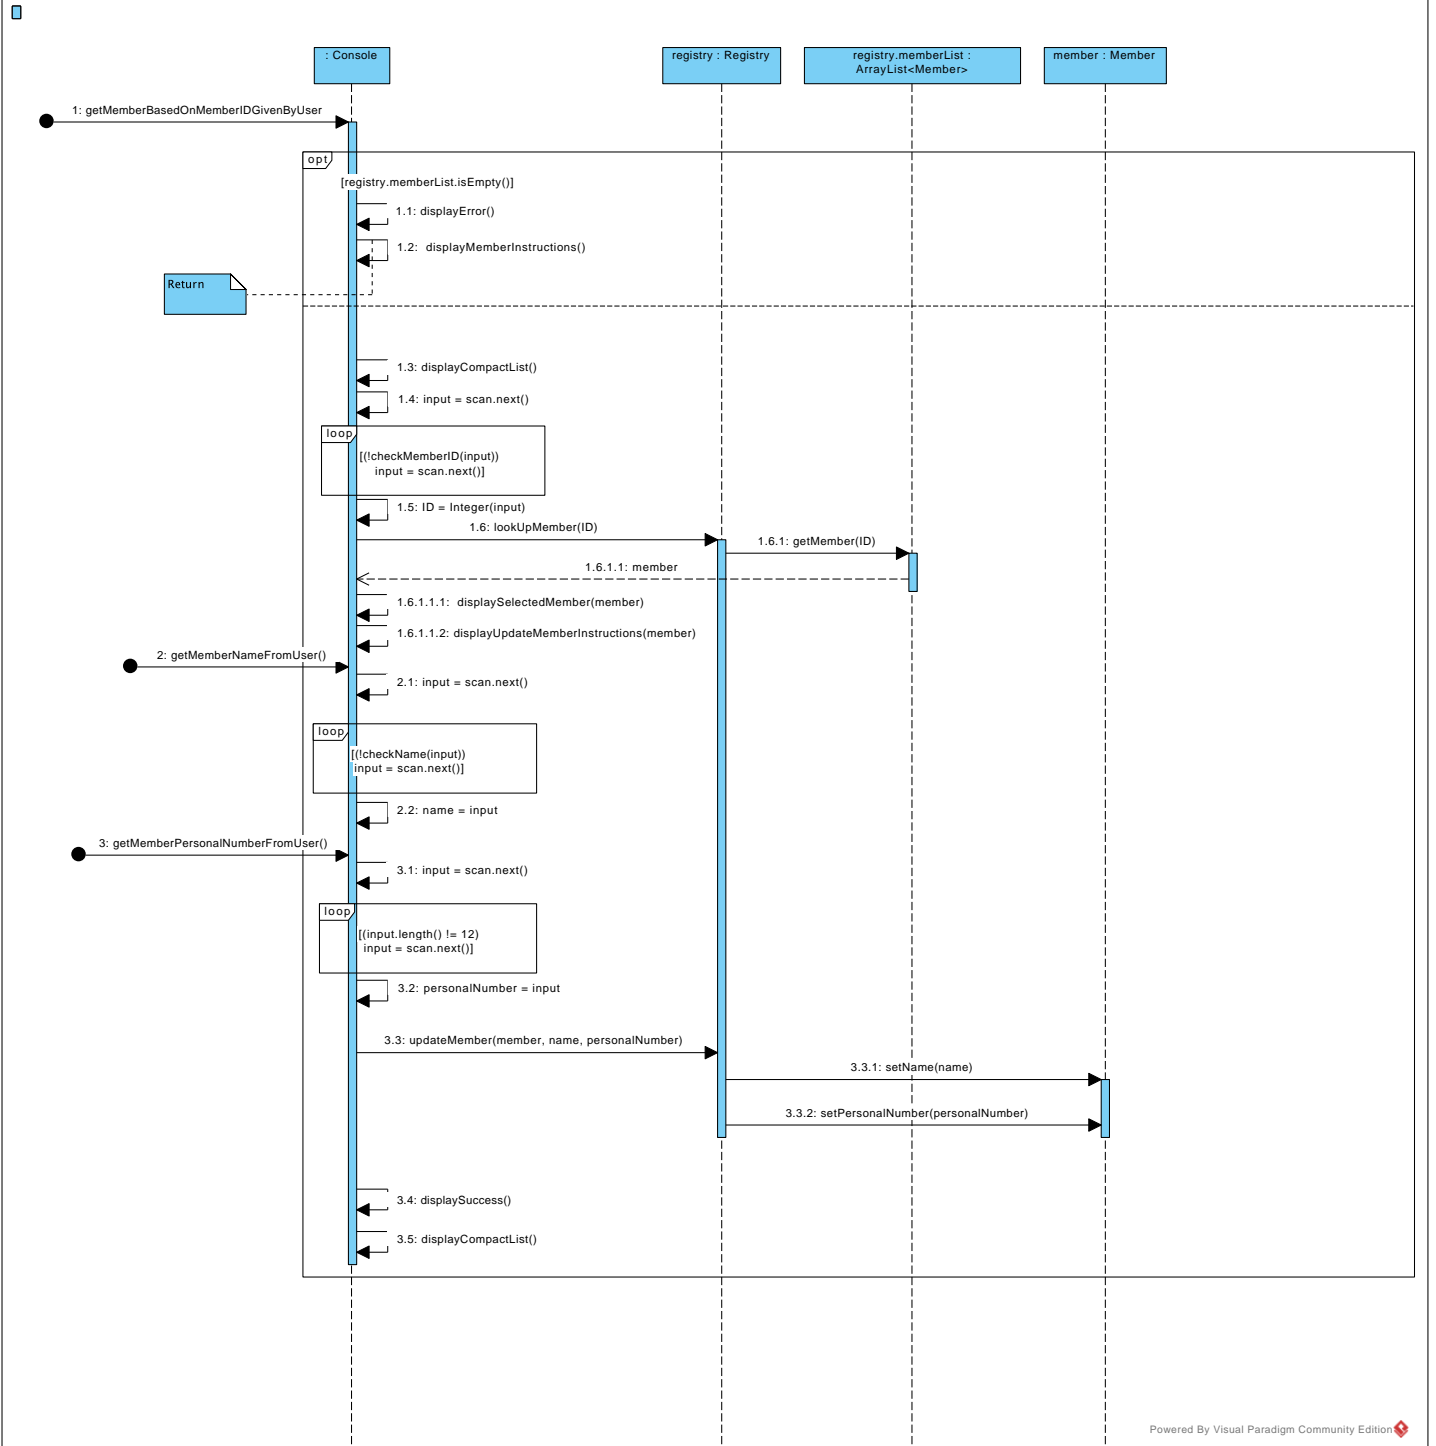 : Console
registry : Registry
registry.memberList :
ArrayList<Member>
member : Member
1: getMemberBasedOnMemberIDGivenByUser
opt
[registry.memberList.isEmpty()]
1.1: displayError()
1.2:  displayMemberInstructions()
Return
1.3: displayCompactList()
1.4: input = scan.next()
loop
[(!checkMemberID(input))
input = scan.next()]
1.5: ID = Integer(input)
1.6: lookUpMember(ID)
1.6.1: getMember(ID)
1.6.1.1: member
1.6.1.1.1:  displaySelectedMember(member)
1.6.1.1.2: displayUpdateMemberInstructions(member)
2: getMemberNameFromUser()
2.1: input = scan.next()
loop
[(!checkName(input))
input = scan.next()]
2.2: name = input
3: getMemberPersonalNumberFromUser()
3.1: input = scan.next()
loop
[(input.length() != 12)
input = scan.next()]
3.2: personalNumber = input
3.3: updateMember(member, name, personalNumber)
3.3.1: setName(name)
3.3.2: setPersonalNumber(personalNumber)
3.4: displaySuccess()
3.5: displayCompactList()
Powered By Visual Paradigm Community Edition